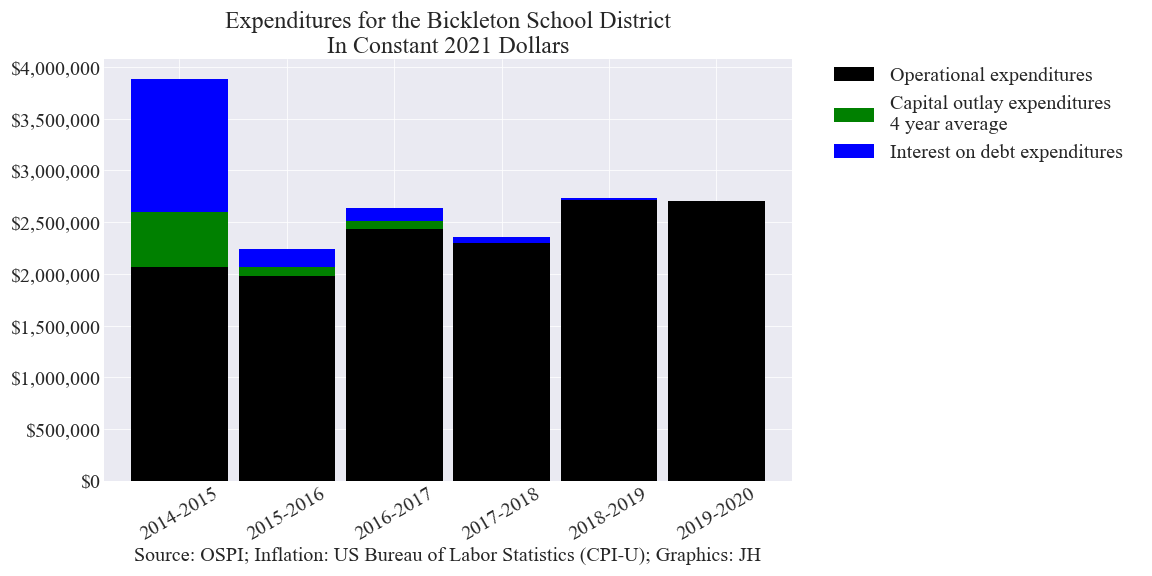 Expenditures for the Bickleton School District
In Constant 2021 Dollars
$4,000,000
$3,500,000
$3,000,000
$2,500,000
$2,000,000
$1,500,000
$1,000,000
$500,000
$0
2014-2015
2015-2016
2016-2017
2017-2018
2018-2019
2019-2020
Source: OSPI; Inflation: US Bureau of Labor Statistics (CPI-U); Graphics: JH
Operational expenditures
Capital outlay expenditures
4 year average
Interest on debt expenditures